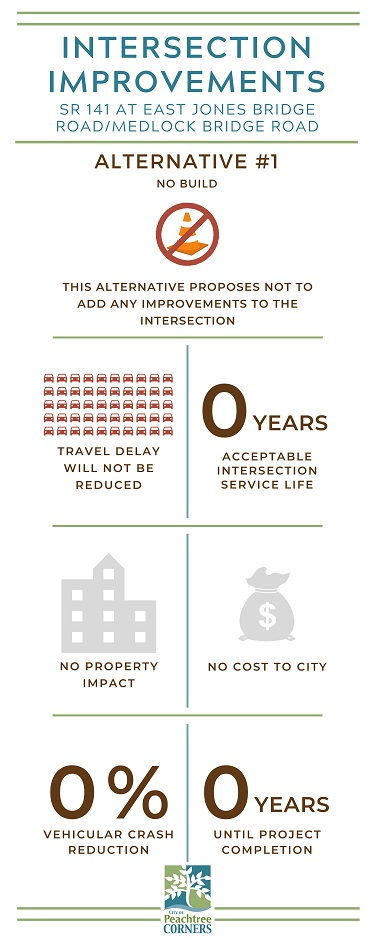 INTERSECTION
IMPROVEMENTS
SR 141 AT EAST JONES BRIDGE
ROAD/MEDLOCK BRIDGE ROAD
ALTERNATIVE #1
NO BUILD
THIS ALTERNATIVE PROPOSES NOT TO
ADD ANY IMPROVEMENTS TO THE
INTERSECTION
TRAVEL DELAY
WILL NOT BE
REDUCED
0 YEARS
ACCEPTABLE
INTERSECTION
SERVICE LIFE
NO PROPERTY
IMPACT
$
NO COST TO CITY
0 %
VEHICULAR CRASH
REDUCTION
0 YEARS
UNTIL PROJECT
COMPLETION
CITY OF
Peachtree
CORNERS